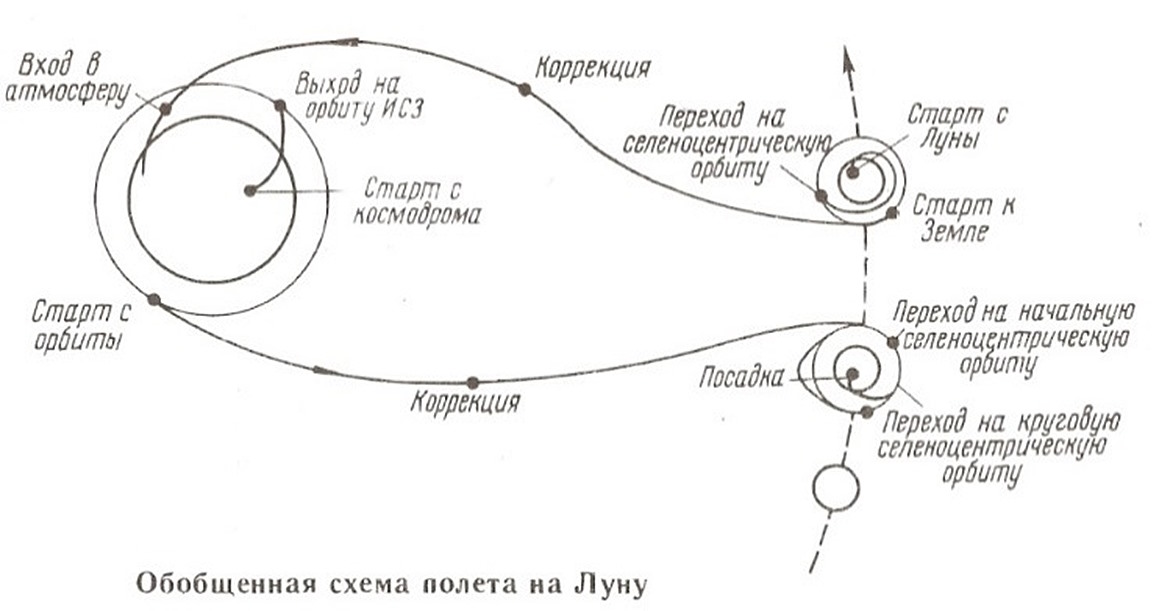 Вход в
атмосферу
Выход на
орбиту ИСЗ
Коррекция
Переход на
селеноцентрическую
орбиту
Старт с
Луны
Старт с
космодрома
Старт к
Земле
Старт с
орбиты
Переход на начальную
селеноцентрическую
орбиту
Посадка
Коррекция
Переход на круговую
селеноцентрическую
орбиту
Обобщенная схема полета на Луну